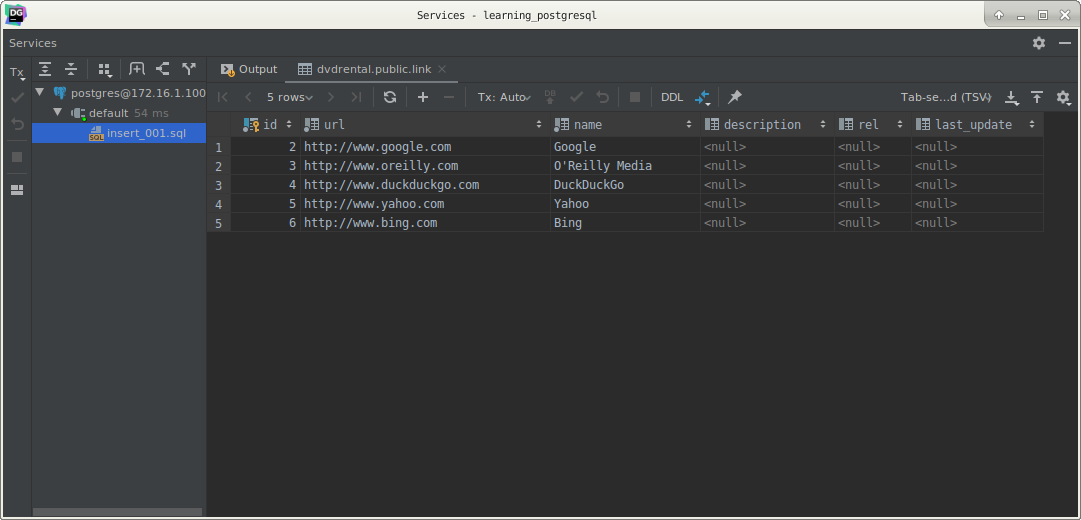 DG
Services - learning_postgresql
Services
Tx
postgres@172.16.1.100
default 54 ms
SQL insert_001.sql
Output dvdrental.public.link
5 rows Tx: Auto DB DDL Tab-se...d (TSV)
id url name description rel last_update
1 2 http://www.google.com Google <null> <null> <null>
2 3 http://www.oreilly.com O'Reilly Media <null> <null> <null>
3 4 http://www.duckduckgo.com DuckDuckGo <null> <null> <null>
4 5 http://www.yahoo.com Yahoo <null> <null> <null>
5 6 http://www.bing.com Bing <null> <null> <null>